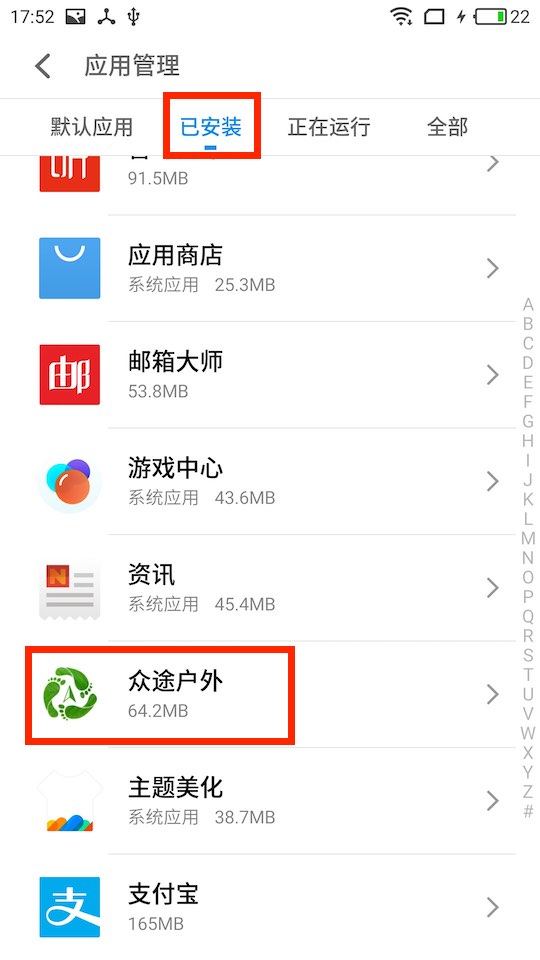 17:52
22
应用管理
默认应用 已安装 正在运行 全部
91.5MB
应用商店
系统应用 25.3MB
邮
邮箱大师
53.8MB
游戏中心
系统应用 43.6MB
N
资讯
系统应用 45.4MB
众途户外
64.2MB
主题美化
系统应用 38.7MB
支
支付宝
165MB
A
B
C
D
E
F
G
H
I
J
K
L
M
N
O
P
Q
R
S
T
U
V
W
X
Y
Z
#